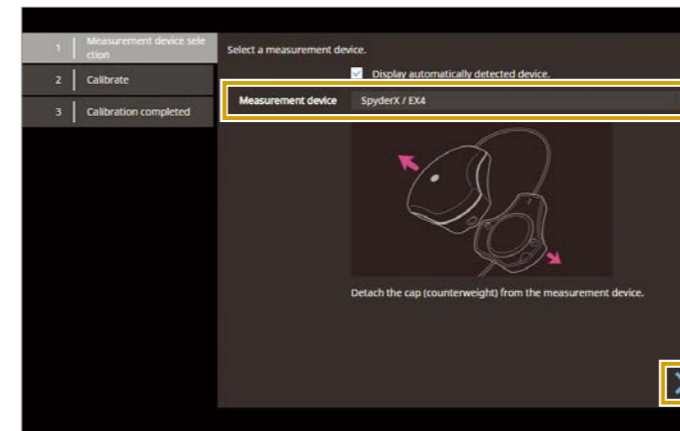 1 Measurement device sele
ction
2 Calibrate
3 Calibration completed
Select a measurement device.
Display automatically detected device.
Measurement device SpyderX / EX4
Detach the cap (counterweight) from the measurement device.